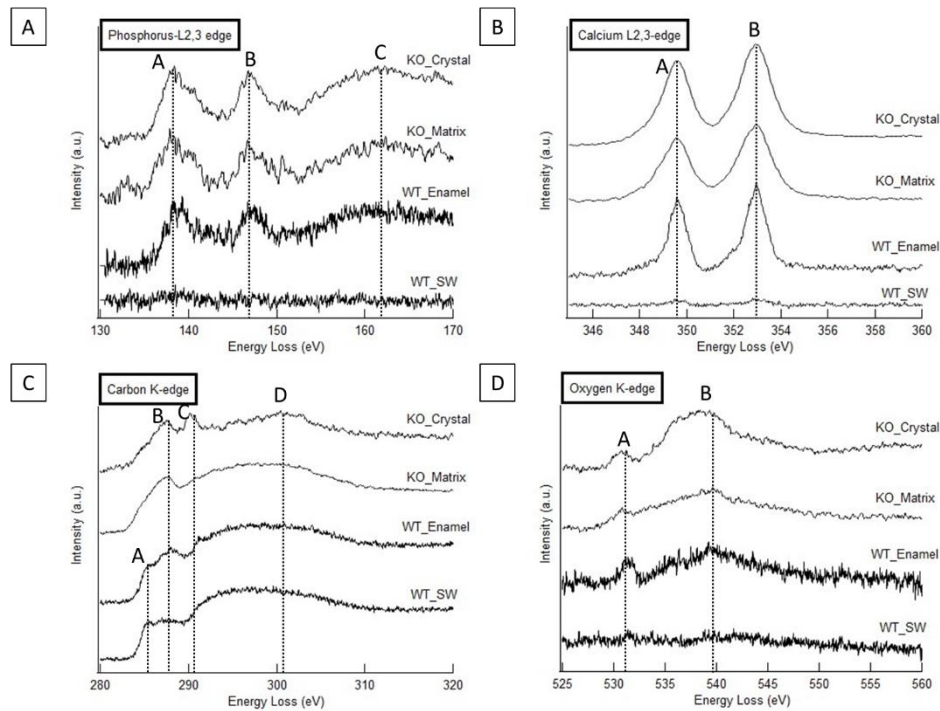 A
Phosphorus-L2,3 edge
A
B
C
KO_Crystal
KO_Matrix
WT_Enamel
WT_SW
Intensity (a.u.)
130 140 150 160 170
Energy Loss (eV)
B
Calcium L2,3-edge
A
B
KO_Crystal
KO_Matrix
WT_Enamel
WT_SW
Intensity (a.u.)
346 348 350 352 354 356 358 360
Energy Loss (eV)
C
Carbon K-edge
A
B
C
D
KO_Crystal
KO_Matrix
WT_Enamel
WT_SW
Intensity (a.u.)
280 290 300 310 320
Energy Loss (eV)
D
Oxygen K-edge
A
B
KO_Crystal
KO_Matrix
WT_Enamel
WT_SW
Intensity (a.u.)
525 530 535 540 545 550 555 560
Energy Loss (eV)